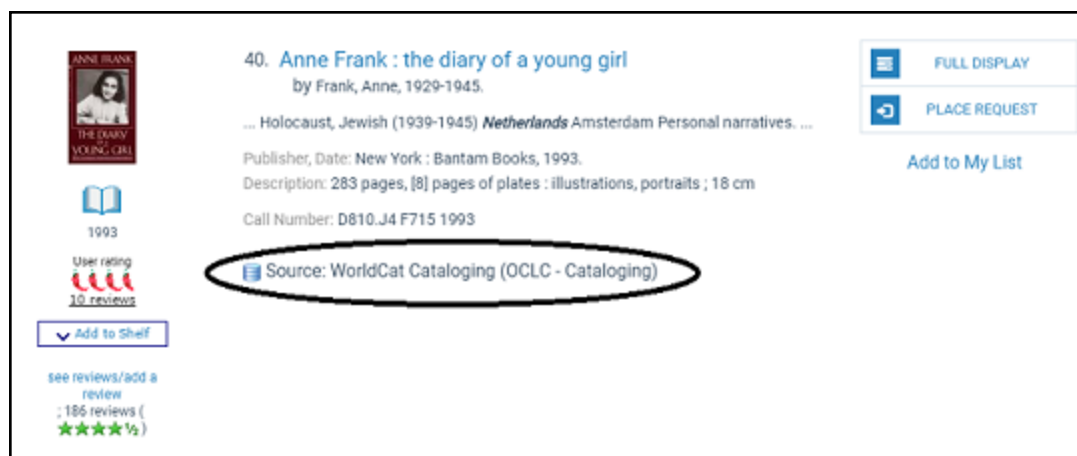 ANNE FRANK
THE DIARY
OF A
YOUNG GIRL
1993
User rating
10 reviews
Add to Shelf
see reviews/add a
review
; 186 reviews (
½ )
40. Anne Frank : the diary of a young girl
by Frank, Anne, 1929-1945.
... Holocaust, Jewish (1939-1945) Netherlands Amsterdam Personal narratives. ...
Publisher, Date: New York : Bantam Books, 1993.
Description: 283 pages, [8] pages of plates : illustrations, portraits ; 18 cm
Call Number: D810.J4 F715 1993
Source: WorldCat Cataloging (OCLC - Cataloging)
FULL DISPLAY
PLACE REQUEST
Add to My List